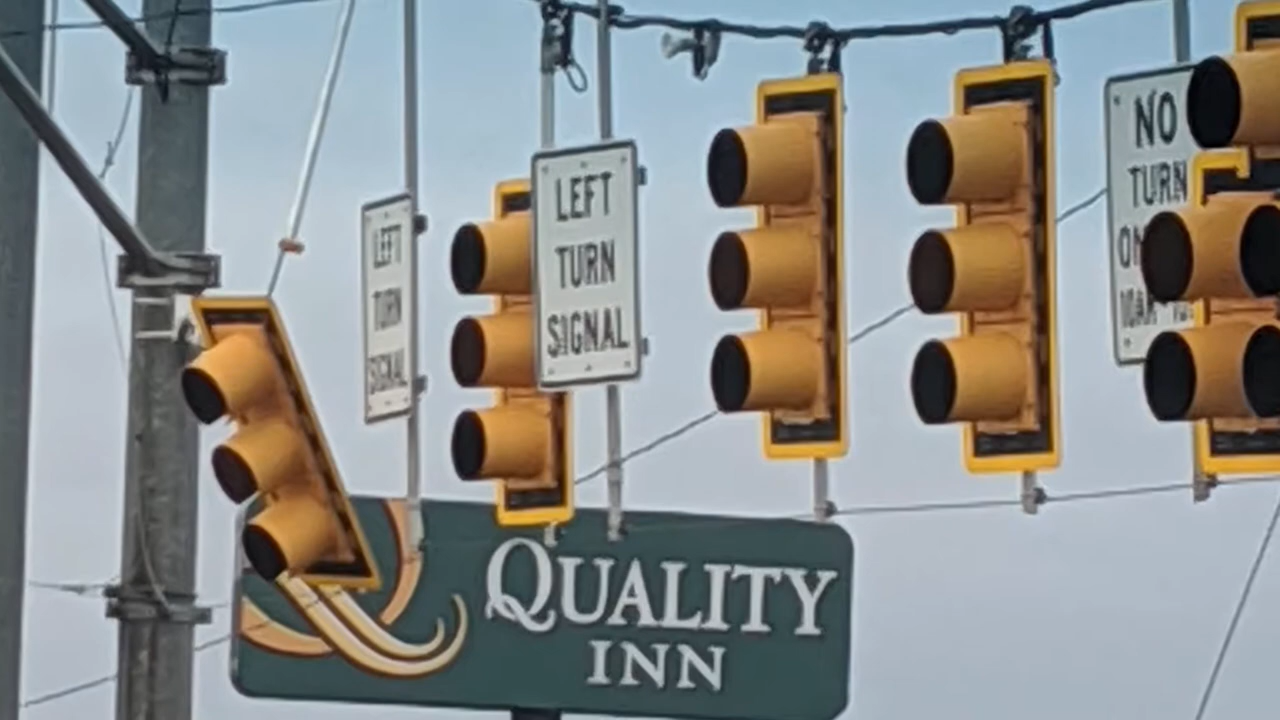 LEFT
TURN
SIGNAL
LEFT
TURN
SIGNAL
NO
TURN
QUALITY
INN